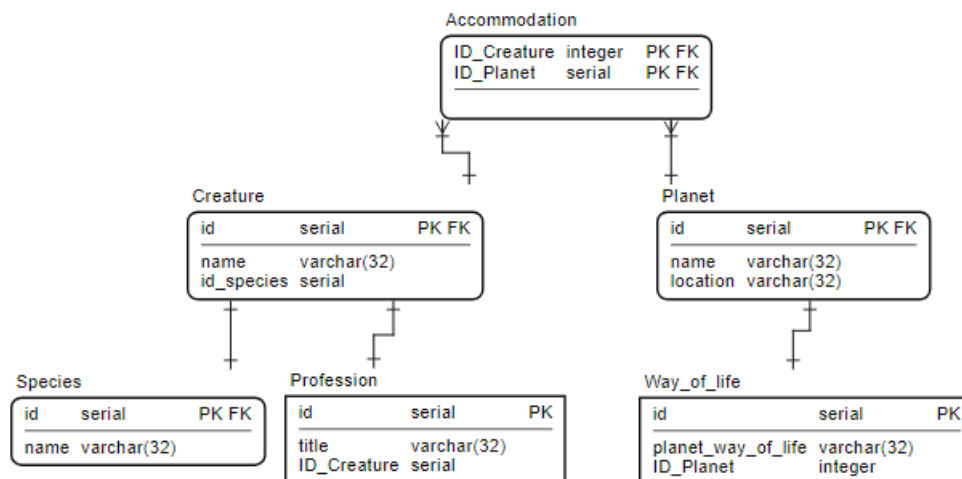 Accommodation
ID_Creature integer PK FK
ID_Planet serial PK FK
Creature
id serial PK FK
name varchar(32)
id_species serial
Planet
id serial PK FK
name varchar(32)
location varchar(32)
Species
id serial PK FK
name varchar(32)
Profession
id serial PK
title varchar(32)
ID_Creature serial
Way_of_life
id serial PK
planet_way_of_life varchar(32)
ID_Planet integer